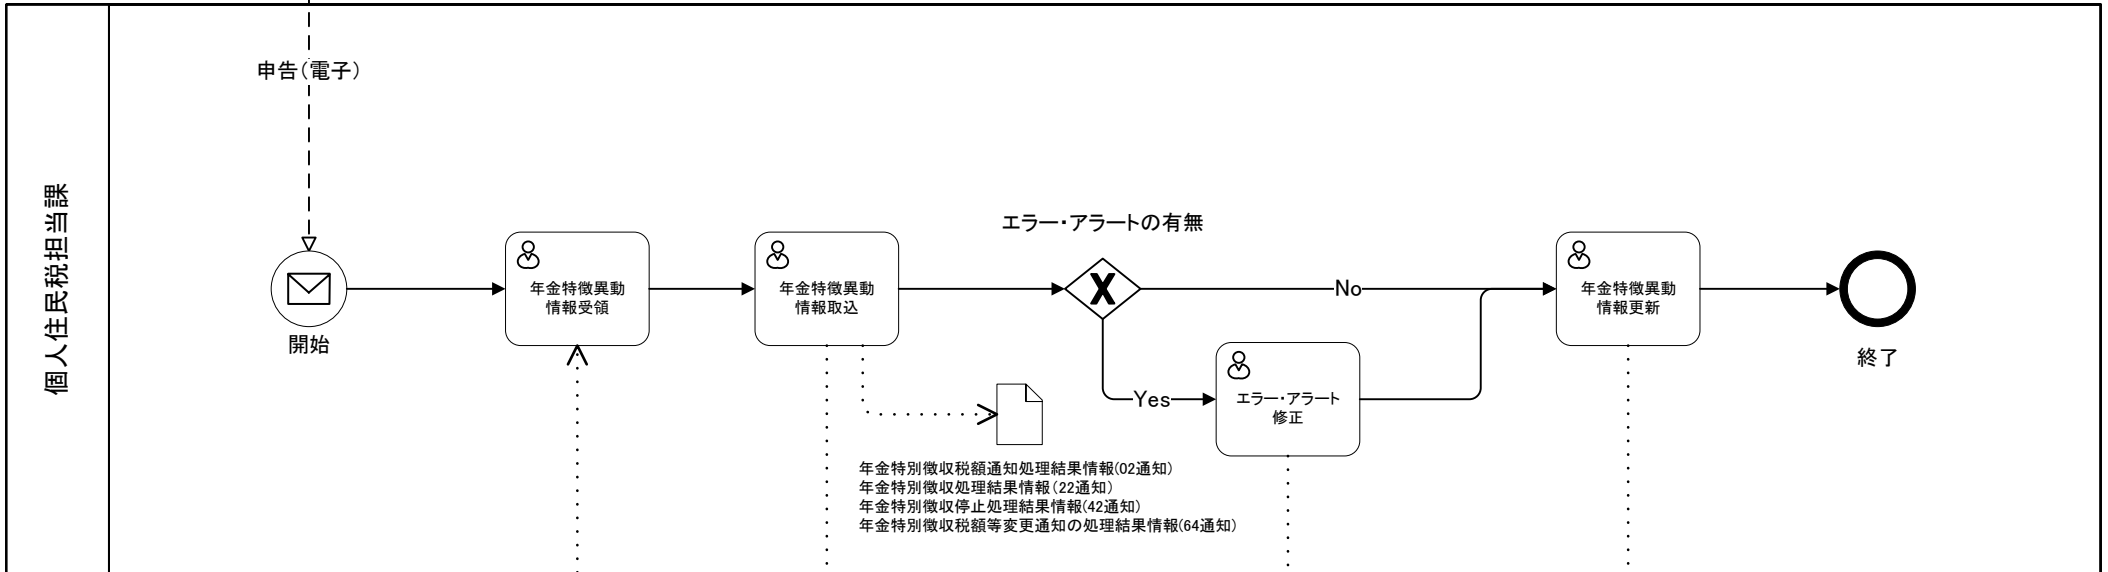 個人住民税担当課
申告(電子)
開始
年金特徴異動
情報受領
年金特徴異動
情報取込
エラー・アラートの有無
X
No
Yes
エラー・アラート
修正
年金特徴異動
情報更新
終了
年金特別徴収税額通知処理結果情報(02通知)
年金特別徴収処理結果情報(22通知)
年金特別徴収停止処理結果情報(42通知)
年金特別徴収税額等変更通知の処理結果情報(64通知)